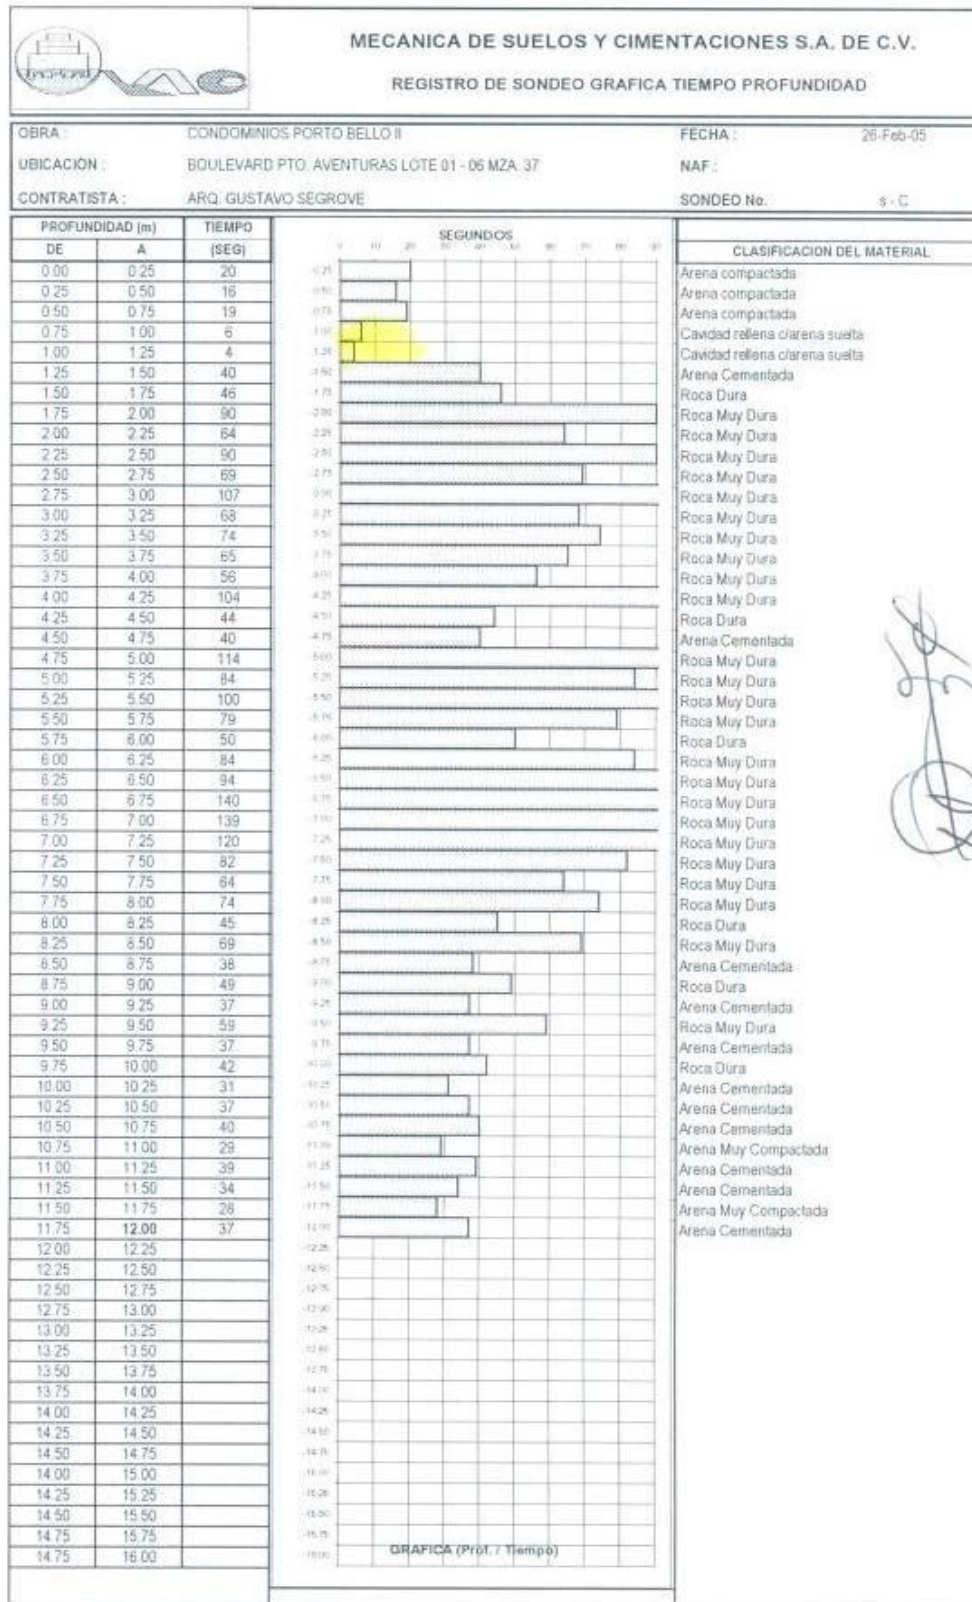 VAC
MECANICA DE SUELOS Y CIMENTACIONES S.A. DE C.V.
REGISTRO DE SONDEO GRAFICA TIEMPO PROFUNDIDAD
OBRA : CONDOMINIOS PORTO BELLO II FECHA : 26-Feb-05
UBICACIÓN : BOULEVARD PTO. AVENTURAS LOTE 01 - 06 MZA. 37 NAF :
CONTRATISTA : ARQ. GUSTAVO SEGROVE SONDEO No. s - C
PROFUNDIDAD (m) TIEMPO SEGUNDOS
DE A (SEG) CLASIFICACION DEL MATERIAL
0.00 0.25 20 Arena compactada
0.25 0.50 16 Arena compactada
0.50 0.75 19 Arena compactada
0.75 1.00 6 Cavidad rellena c/arena suelta
1.00 1.25 4 Cavidad rellena c/arena suelta
1.25 1.50 40 Arena Cementada
1.50 1.75 46 Roca Dura
1.75 2.00 90 Roca Muy Dura
2.00 2.25 64 Roca Muy Dura
2.25 2.50 90 Roca Muy Dura
2.50 2.75 69 Roca Muy Dura
2.75 3.00 107 Roca Muy Dura
3.00 3.25 68 Roca Muy Dura
3.25 3.50 74 Roca Muy Dura
3.50 3.75 65 Roca Muy Dura
3.75 4.00 56 Roca Muy Dura
4.00 4.25 104 Roca Muy Dura
4.25 4.50 44 Roca Dura
4.50 4.75 40 Arena Cementada
4.75 5.00 114 Roca Muy Dura
5.00 5.25 84 Roca Muy Dura
5.25 5.50 100 Roca Muy Dura
5.50 5.75 79 Roca Muy Dura
5.75 6.00 50 Roca Dura
6.00 6.25 84 Roca Muy Dura
6.25 6.50 94 Roca Muy Dura
6.50 6.75 140 Roca Muy Dura
6.75 7.00 139 Roca Muy Dura
7.00 7.25 120 Roca Muy Dura
7.25 7.50 82 Roca Muy Dura
7.50 7.75 64 Roca Muy Dura
7.75 8.00 74 Roca Muy Dura
8.00 8.25 45 Roca Dura
8.25 8.50 69 Roca Muy Dura
8.50 8.75 38 Arena Cementada
8.75 9.00 49 Roca Dura
9.00 9.25 37 Arena Cementada
9.25 9.50 59 Roca Muy Dura
9.50 9.75 37 Arena Cementada
9.75 10.00 42 Roca Dura
10.00 10.25 31 Arena Cementada
10.25 10.50 37 Arena Cementada
10.50 10.75 40 Arena Cementada
10.75 11.00 29 Arena Muy Compactada
11.00 11.25 39 Arena Cementada
11.25 11.50 34 Arena Cementada
11.50 11.75 28 Arena Muy Compactada
11.75 12.00 37 Arena Cementada
12.00 12.25
12.25 12.50
12.50 12.75
12.75 13.00
13.00 13.25
13.25 13.50
13.50 13.75
13.75 14.00
14.00 14.25
14.25 14.50
14.50 14.75
14.00 15.00
14.25 15.25
14.50 15.50
14.75 15.75
14.75 16.00
GRAFICA (Prof. / Tiempo)